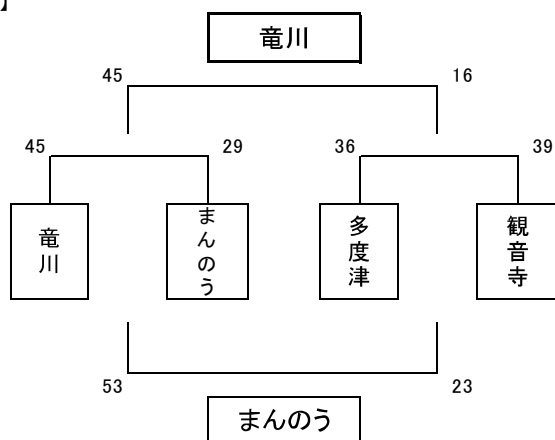 】
竜川
45 16
45 29 36 39
竜川 まんのう 多度津 観音寺
53 23
まんのう